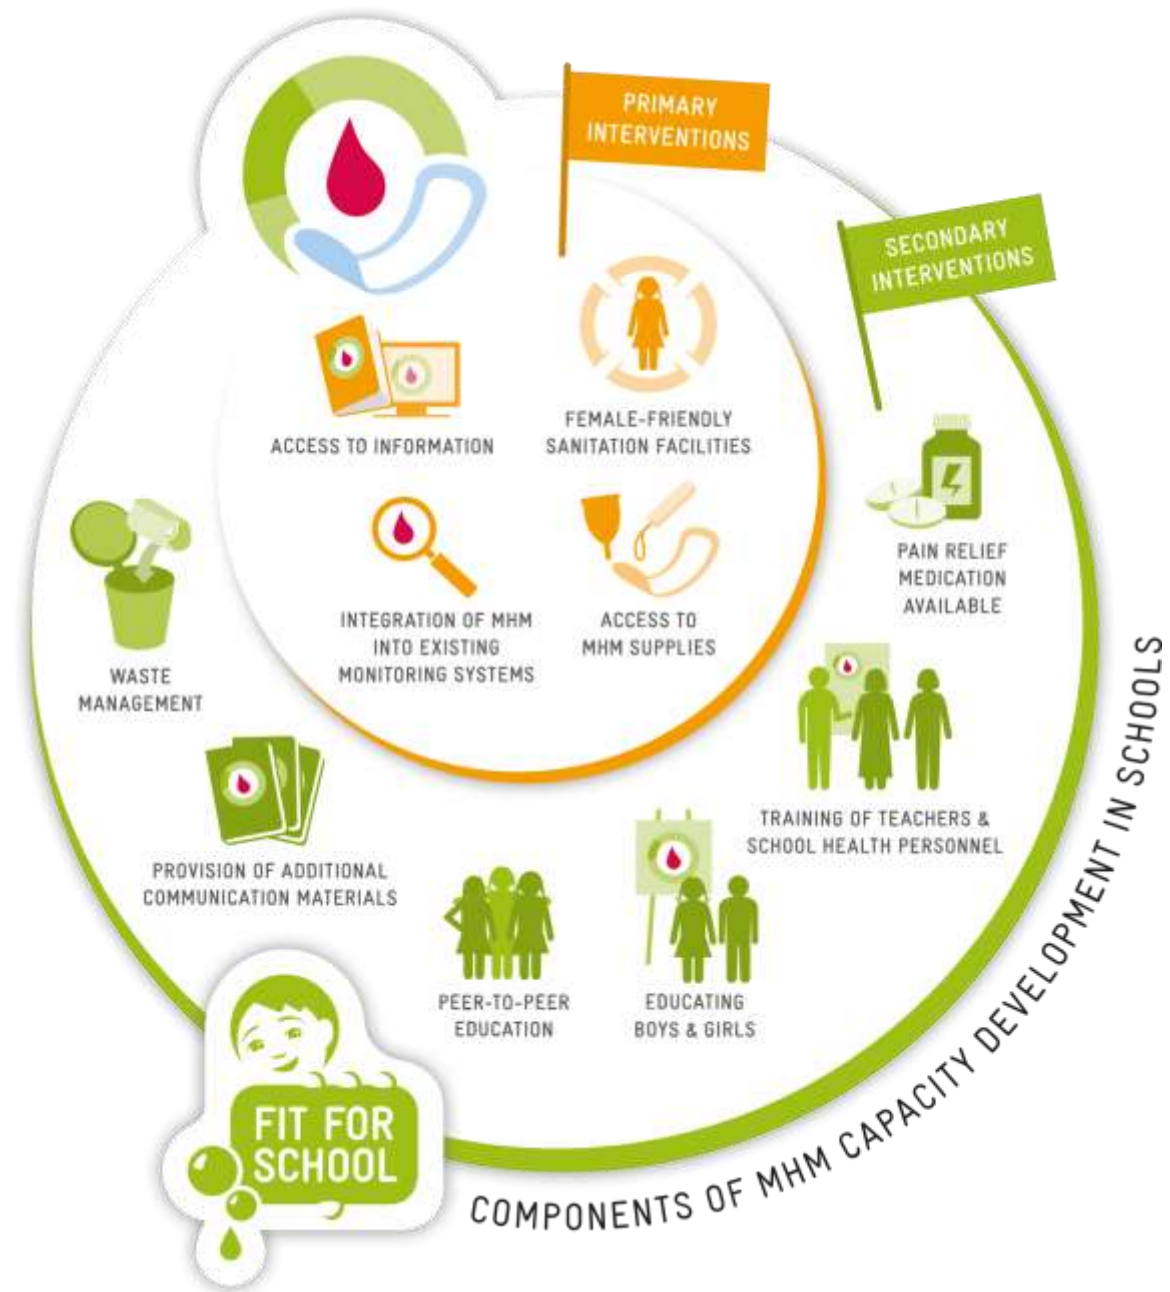 PRIMARY
INTERVENTIONS
SECONDARY
INTERVENTIONS
ACCESS TO INFORMATION
FEMALE-FRIENDLY
SANITATION FACILITIES
INTEGRATION OF MHM
INTO EXISTING
MONITORING SYSTEMS
ACCESS TO
MHM SUPPLIES
PAIN RELIEF
MEDICATION
AVAILABLE
WASTE
MANAGEMENT
TRAINING OF TEACHERS &
SCHOOL HEALTH PERSONNEL
PROVISION OF ADDITIONAL
COMMUNICATION MATERIALS
PEER-TO-PEER
EDUCATION
EDUCATING
BOYS & GIRLS
FIT FOR
SCHOOL
COMPONENTS OF MHM CAPACITY DEVELOPMENT IN SCHOOLS